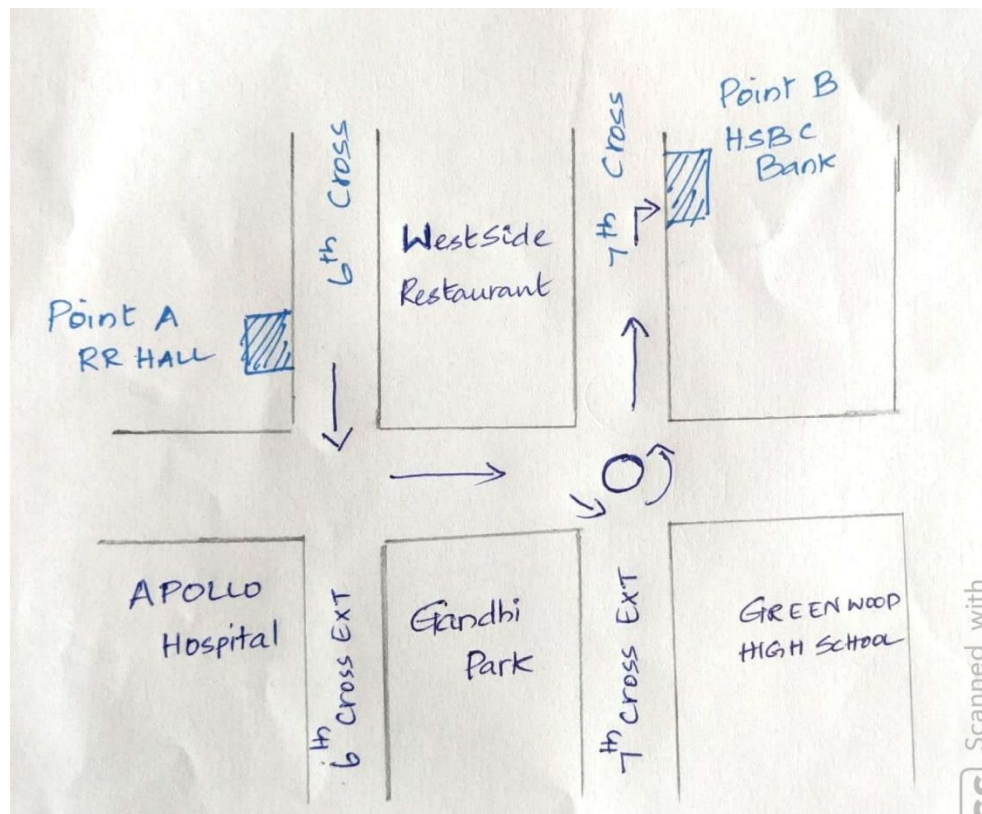 Point B
HSBC
Bank
6th Cross
7th Cross
Westside
Restaurant
Point A
RR HALL
APOLLO
Hospital
6th Cross EXT
Gandhi
Park
7th Cross EXT
GREENWOOD
HIGH SCHOOL
Scanned with
CS